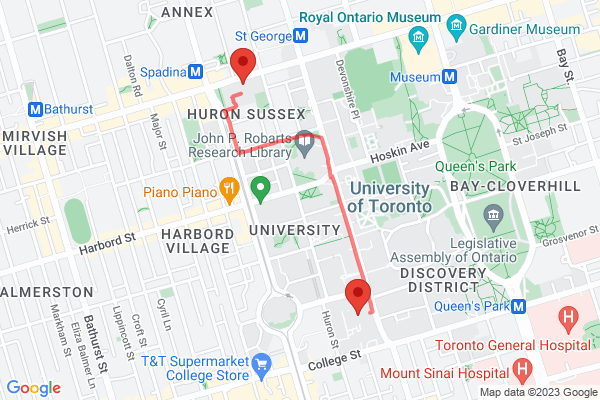 ANNEX
Royal Ontario Museum
Gardiner Museum
St George M
Bay St.
Spadina M
Museum M
Dalton Rd
Devonshire Pl
M Bathurst
Major St
HURON SUSSEX
MIRVISH
VILLAGE
John P. Robarts
Research Library
St Joseph St
Hoskin Ave
Queen's Park
Piano Piano
University
of Toronto
BAY-CLOVERHILL
Herrick St
HARBORD
VILLAGE
UNIVERSITY
Harbord St
Legislative
Assembly of Ontario
Grosvenor St
DISCOVERY
DISTRICT
ALMERSTON
Markham St
Bathurst St
Eliza Balmer Ln
Lippincott St
Croft St
Cyril Ln
Huron St
Queen's Park M
Toronto General Hospital
H
College St
T&T Supermarket
College Store
Mount Sinai Hospital
H
Google
Map data ©2023 Google